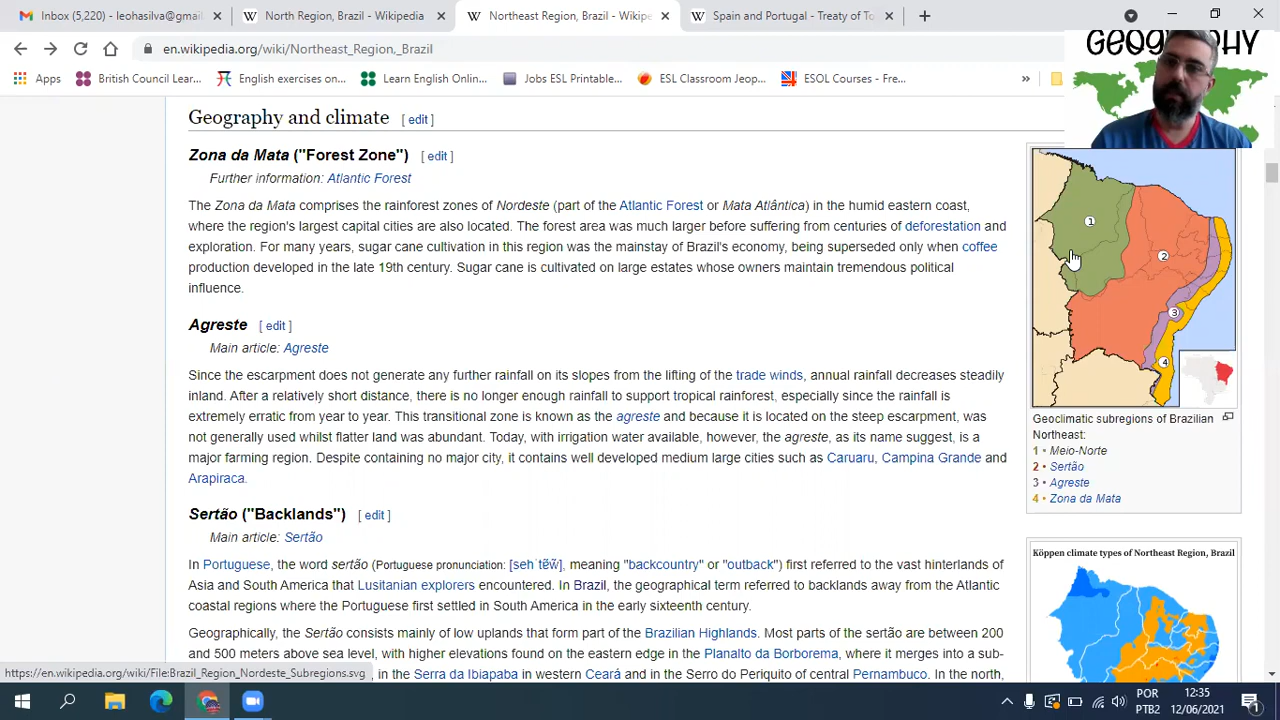 Inbox (5,220) - leohasilva@gmai
North Region, Brazil - Wikipedia
Northeast Region, Brazil - Wikipe
Spain and Portugal - Treaty of To
en.wikipedia.org/wiki/Northeast_Region,_Brazil
GEOGRAPHY
Apps
British Council Lear...
English exercises on...
Learn English Onlin...
Jobs ESL Printable...
ESL Classroom Jeop...
ESOL Courses - Fre...
»
Geography and climate [ edit ]
Zona da Mata ("Forest Zone") [ edit ]
Further information: Atlantic Forest
The Zona da Mata comprises the rainforest zones of Nordeste (part of the Atlantic Forest or Mata Atlântica) in the humid eastern coast,
where the region's largest capital cities are also located. The forest area was much larger before suffering from centuries of deforestation and
exploration. For many years, sugar cane cultivation in this region was the mainstay of Brazil's economy, being superseded only when coffee
production developed in the late 19th century. Sugar cane is cultivated on large estates whose owners maintain tremendous political
influence.
Agreste [ edit ]
Main article: Agreste
Since the escarpment does not generate any further rainfall on its slopes from the lifting of the trade winds, annual rainfall decreases steadily
inland. After a relatively short distance, there is no longer enough rainfall to support tropical rainforest, especially since the rainfall is
extremely erratic from year to year. This transitional zone is known as the agreste and because it is located on the steep escarpment, was
not generally used whilst flatter land was abundant. Today, with irrigation water available, however, the agreste, as its name suggest, is a
major farming region. Despite containing no major city, it contains well developed medium large cities such as Caruaru, Campina Grande and
Arapiraca.
Sertão ("Backlands") [ edit ]
Main article: Sertão
In Portuguese, the word sertão (Portuguese pronunciation: [sehˈtɐ̃w̃], meaning "backcountry" or "outback") first referred to the vast hinterlands of
Asia and South America that Lusitanian explorers encountered. In Brazil, the geographical term referred to backlands away from the Atlantic
coastal regions where the Portuguese first settled in South America in the early sixteenth century.
Geographically, the Sertão consists mainly of low uplands that form part of the Brazilian Highlands. Most parts of the sertão are between 200
and 500 meters above sea level, with higher elevations found on the eastern edge in the Planalto da Borborema, where it merges into a sub-
in the Serra da Ibiapaba in western Ceará and in the Serro do Periquito of central Pernambuco. In the north,
1
2
3
4
Geoclimatic subregions of Brazilian
Northeast:
1 • Meio-Norte
2 • Sertão
3 • Agreste
4 • Zona da Mata
Köppen climate types of Northeast Region, Brazil
https://en.wikipedia.org/wiki/File:Brazil_Region_Nordeste_Subregions.svg
POR
PTB2
12:35
12/06/2021
1